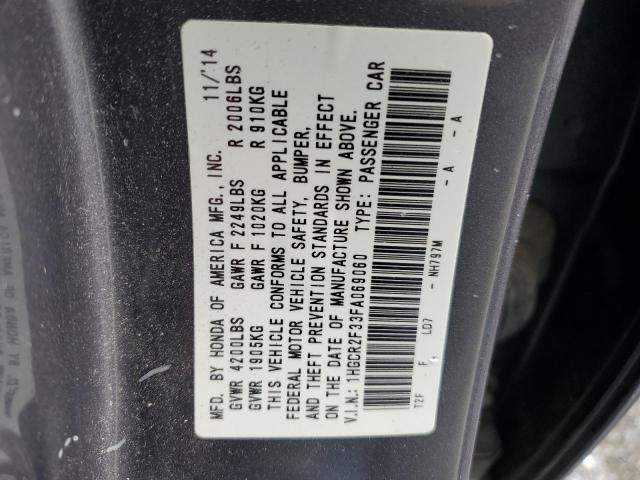 MFD. BY HONDA OF AMERICA MFG., INC. 11/'14
GVWR 4200LBS GAWR F 2249LBS R 2006LBS
GVWR 1905KG GAWR F 1020KG R 910KG
THIS VEHICLE CONFORMS TO ALL APPLICABLE
FEDERAL MOTOR VEHICLE SAFETY, BUMPER,
AND THEFT PREVENTION STANDARDS IN EFFECT
ON THE DATE OF MANUFACTURE SHOWN ABOVE.
V.I.N.: 1HGCR2F33FA069060 TYPE: PASSENGER CAR
T2F F LD7 - NH797M - A - A